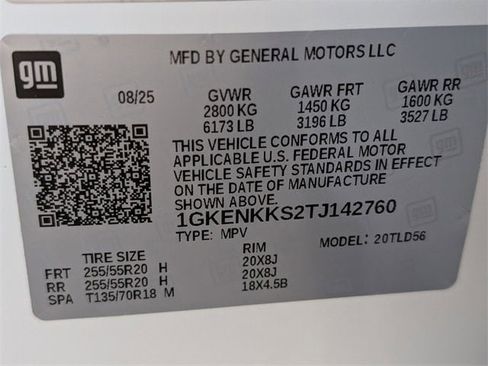 gm
MFD BY GENERAL MOTORS LLC
08/25 GVWR GAWR FRT GAWR RR
2800 KG 1450 KG 1600 KG
6173 LB 3196 LB 3527 LB
THIS VEHICLE CONFORMS TO ALL
APPLICABLE U.S. FEDERAL MOTOR
VEHICLE SAFETY STANDARDS IN EFFECT
ON THE DATE OF MANUFACTURE
SHOWN ABOVE.
1GKENKKS2TJ142760
TYPE: MPV MODEL: 20TLD56
TIRE SIZE RIM
FRT 255/55R20 H 20X8J
RR 255/55R20 H 20X8J
SPA T135/70R18 M 18X4.5B